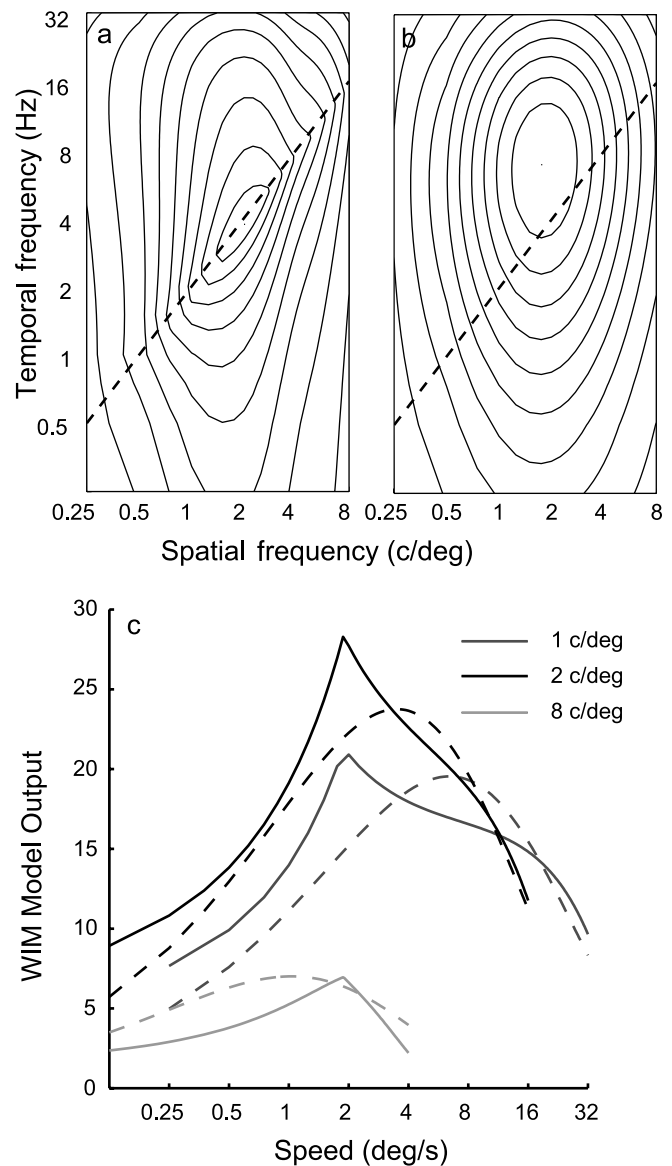 a
b
32
16
8
4
2
1
0.5
Temporal frequency (Hz)
0.25 0.5 1 2 4 8
0.25 0.5 1 2 4 8
Spatial frequency (c/deg)
c
30
25
20
15
10
5
0
WIM Model Output
1 c/deg
2 c/deg
8 c/deg
0.25 0.5 1 2 4 8 16 32
Speed (deg/s)